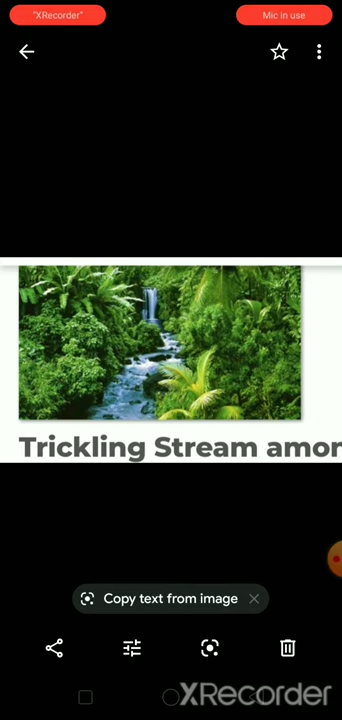 "XRecorder"
Mic in use
Trickling Stream amon
Copy text from image
XRecorder